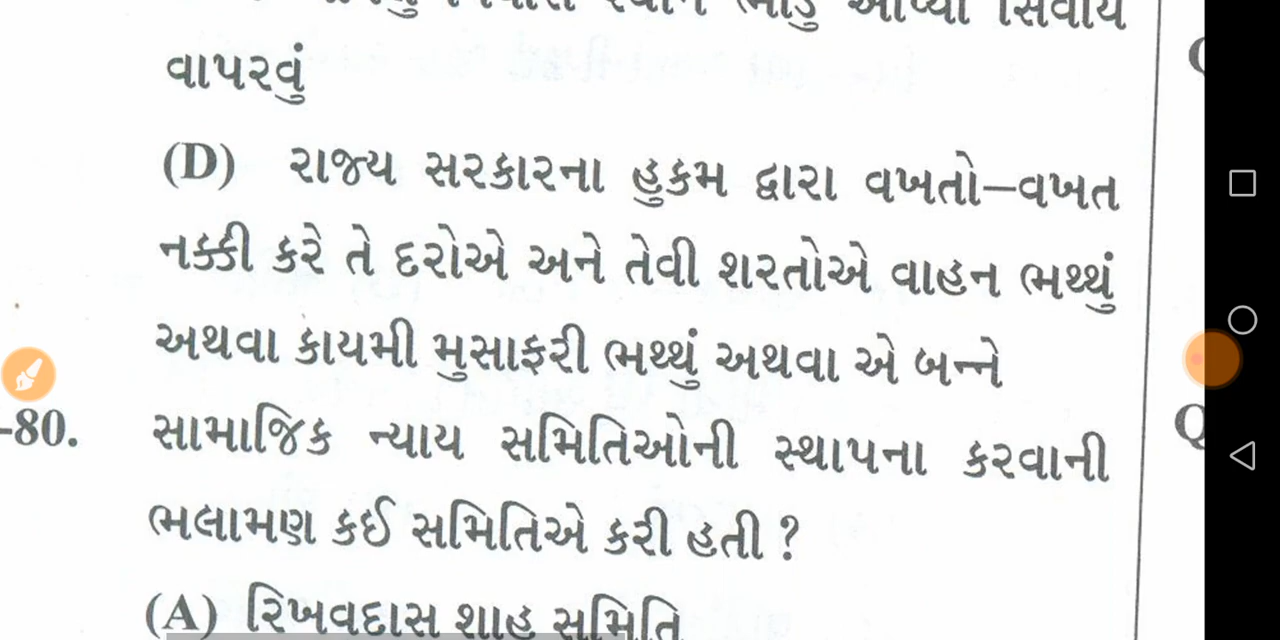 વાપરવું
(D) રાજ્ય સરકારના હુકમ દ્વારા વખતો–વખત
નક્કી કરે તે દરોએ અને તેવી શરતોએ વાહન ભથ્થું
અથવા કાયમી મુસાફરી ભથ્થું અથવા એ બન્ને
-80. સામાજિક ન્યાય સમિતિઓની સ્થાપના કરવાની
ભલામણ કઈ સમિતિએ કરી હતી ?
(A) રિખવદાસ શાહ સમિતિ